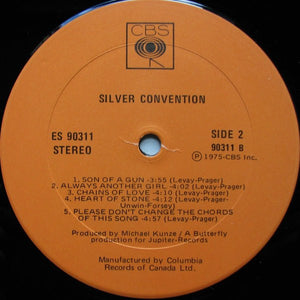 CBS
SILVER CONVENTION
ES 90311
STEREO
SIDE 2
90311 B
℗ 1975-CBS Inc.
1. SON OF A GUN -3:55 (Levay-Prager)
2. ALWAYS ANOTHER GIRL -4:02 (Levay-Prager)
3. CHAINS OF LOVE -4:10 (Levay-Prager)
4. HEART OF STONE -4:12 (Levay-Prager-
Unwin-Forsey)
5. PLEASE DON'T CHANGE THE CHORDS
OF THIS SONG -4:57 (Levay-Prager)
Produced by Michael Kunze / A Butterfly
production for Jupiter-Records
Manufactured by Columbia
Records of Canada Ltd.